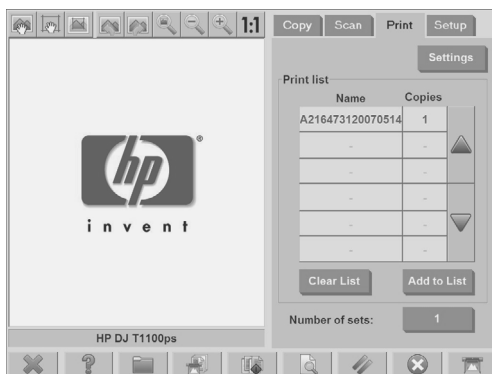 1:1
Copy Scan Print Setup
Settings
Print list
Name Copies
A216473120070514 1
- -
- -
- -
- -
- -
hp ®
invent
Clear List Add to List
Number of sets: 1
HP DJ T1100ps
?